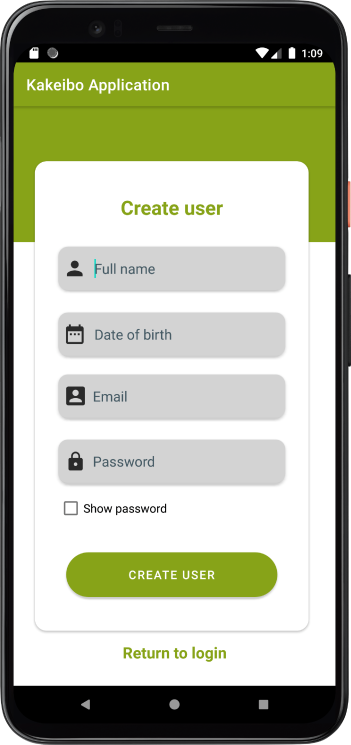 1:09
Kakeibo Application
Create user
Full name
Date of birth
Email
Password
Show password
CREATE USER
Return to login